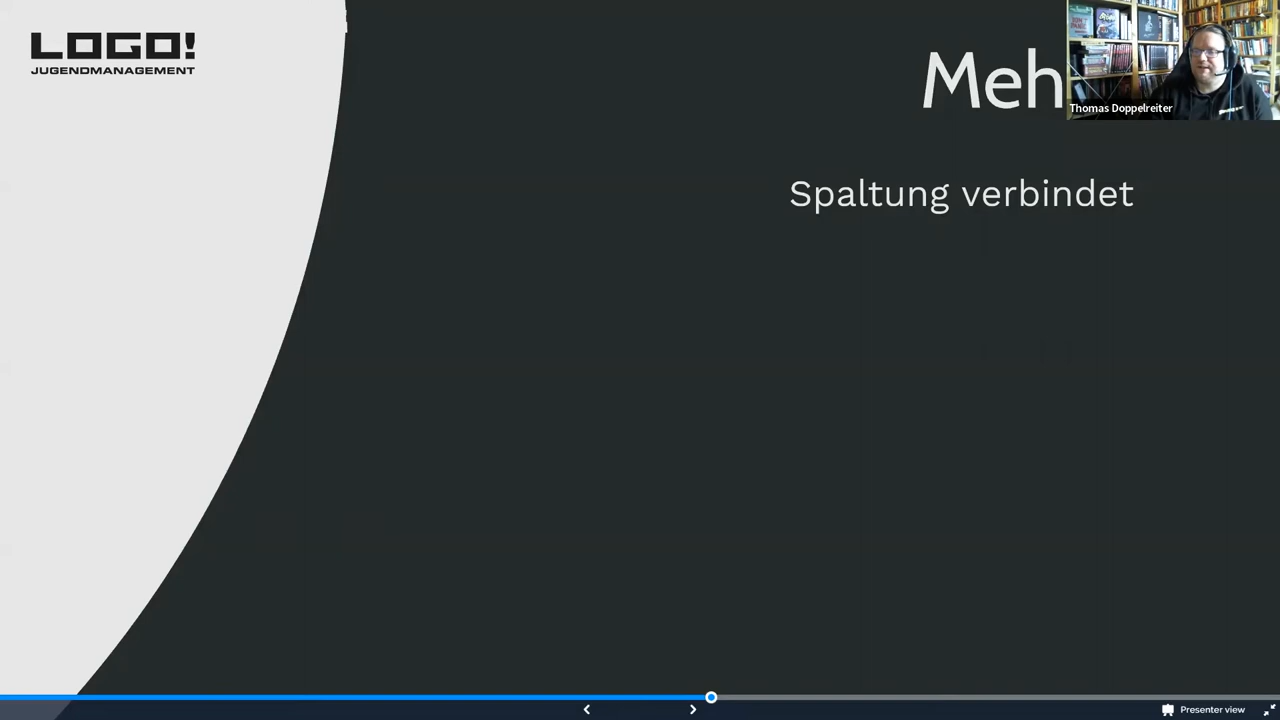 LOGO!
JUGENDMANAGEMENT
Meh
Thomas Doppelreiter
Spaltung verbindet
Presenter view